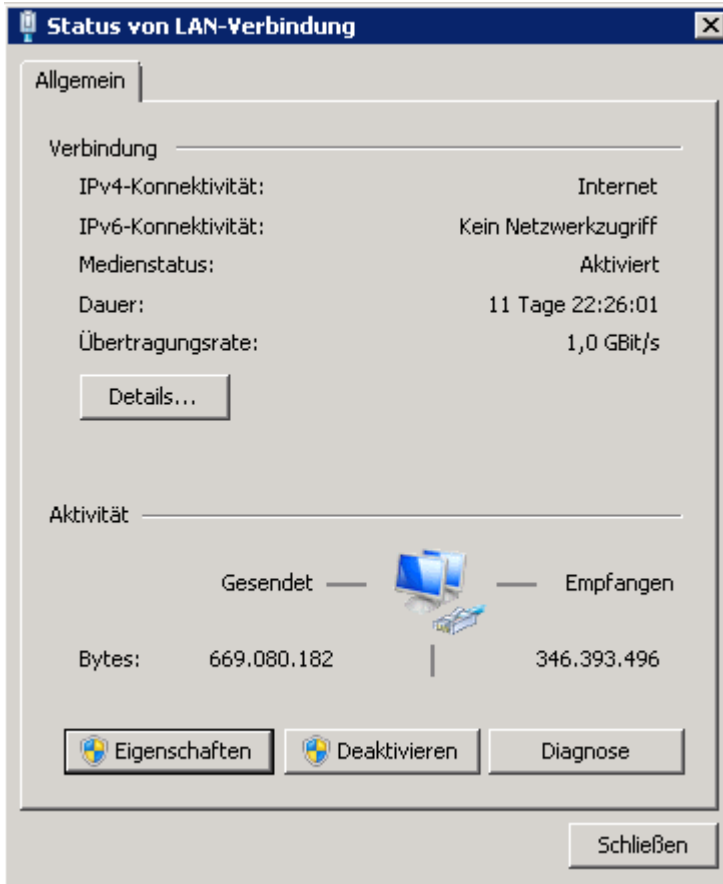 Status von LAN-Verbindung
Allgemein
Verbindung
IPv4-Konnektivität: Internet
IPv6-Konnektivität: Kein Netzwerkzugriff
Medienstatus: Aktiviert
Dauer: 11 Tage 22:26:01
Übertragungsrate: 1,0 GBit/s
Details...
Aktivität
Gesendet Empfangen
Bytes: 669.080.182 346.393.496
Eigenschaften Deaktivieren Diagnose
Schließen